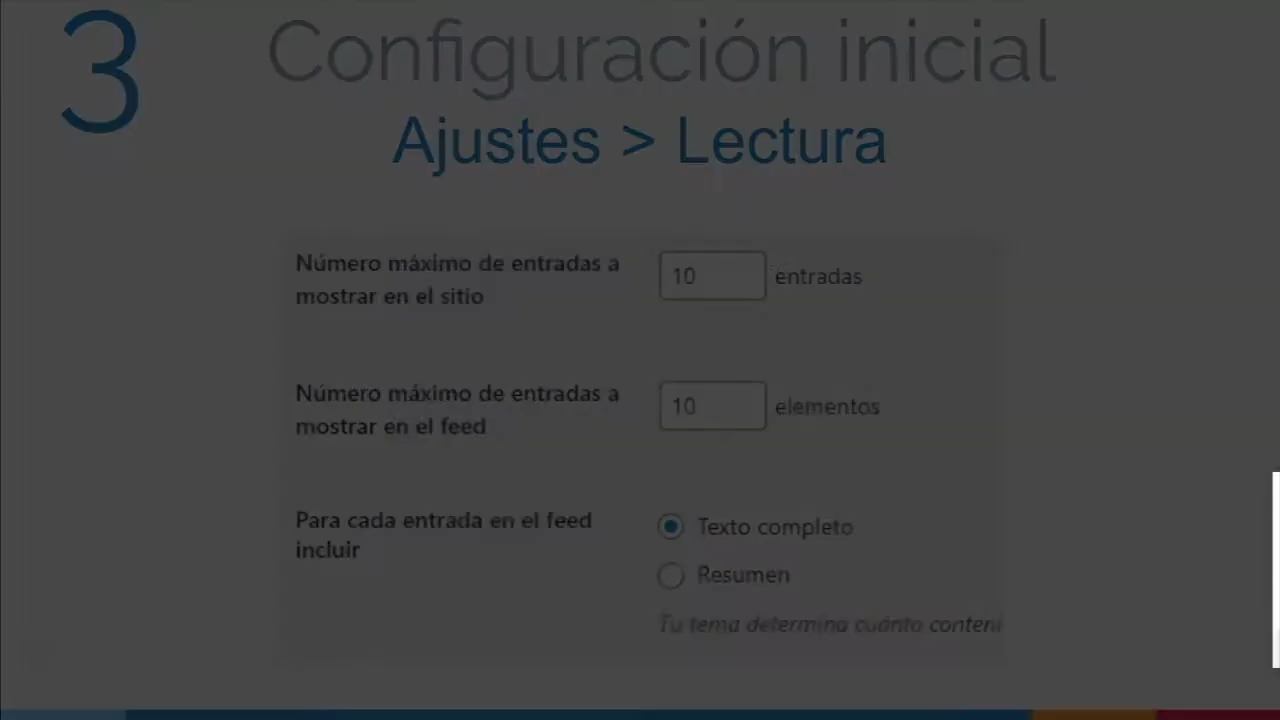 3
Configuración inicial
Ajustes > Lectura
Número máximo de entradas a
mostrar en el sitio
10 entradas
Número máximo de entradas a
mostrar en el feed
10 elementos
Para cada entrada en el feed
incluir
Texto completo
Resumen
Tu tema determina cuánto conteni